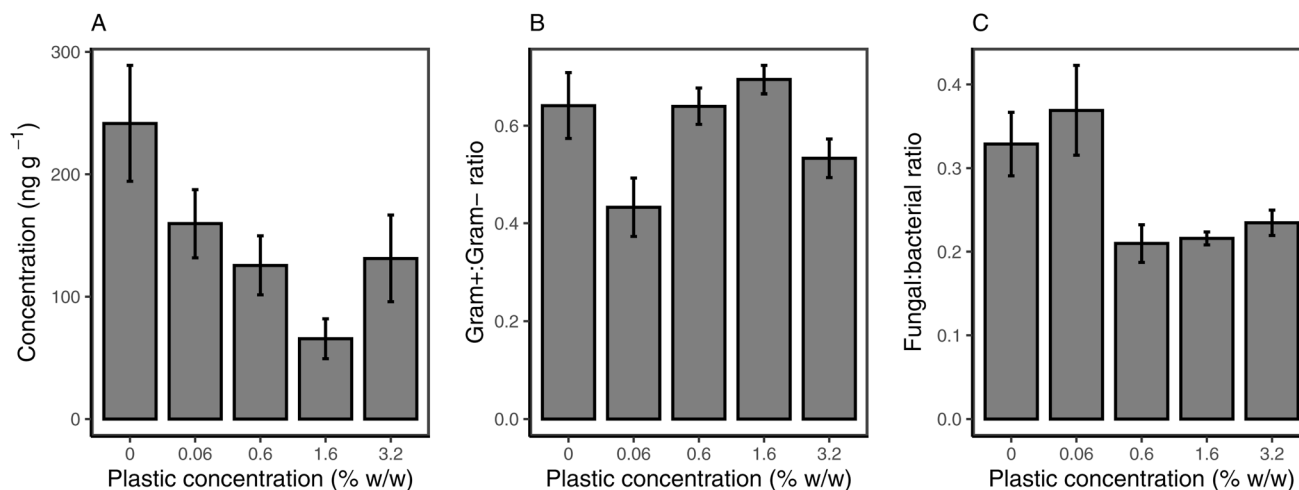 A
Concentration (ng g −1)
300
200
100
0
0 0.06 0.6 1.6 3.2
Plastic concentration (% w/w)
B
Gram+:Gram− ratio
0.6
0.4
0.2
0.0
0 0.06 0.6 1.6 3.2
Plastic concentration (% w/w)
C
Fungal:bacterial ratio
0.4
0.3
0.2
0.1
0.0
0 0.06 0.6 1.6 3.2
Plastic concentration (% w/w)